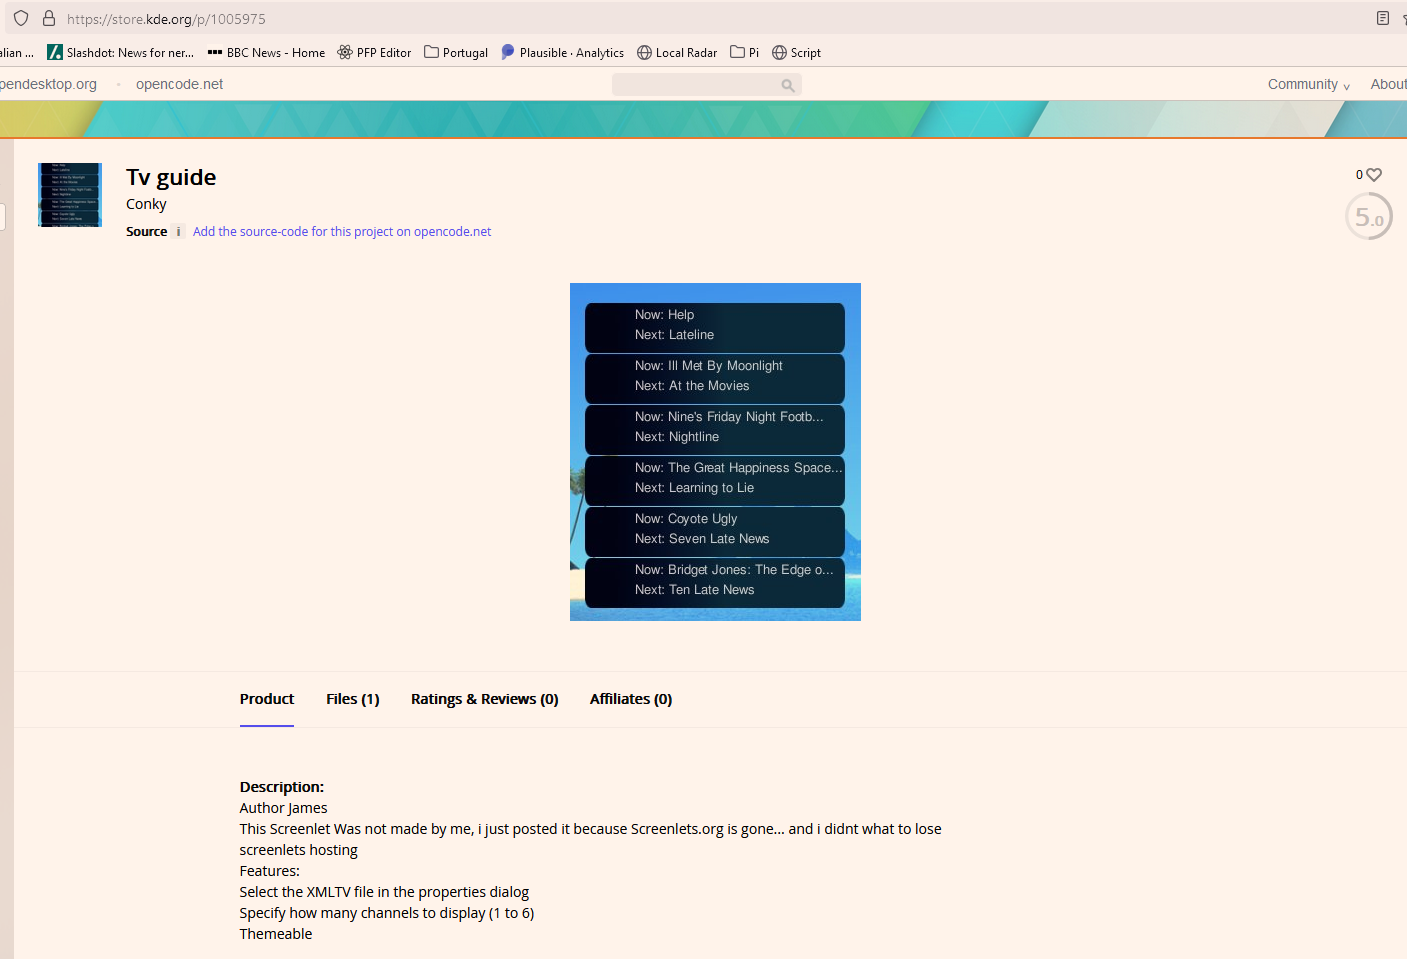 https://store.kde.org/p/1005975
alian ...
Slashdot: News for ner...
BBC News - Home
PFP Editor
Portugal
Plausible · Analytics
Local Radar
Pi
Script
pendesktop.org
opencode.net
Community
About
Tv guide
Conky
Source i Add the source-code for this project on opencode.net
0
5.0
Now: Help
Next: Lateline
Now: Ill Met By Moonlight
Next: At the Movies
Now: Nine's Friday Night Footb...
Next: Nightline
Now: The Great Happiness Space...
Next: Learning to Lie
Now: Coyote Ugly
Next: Seven Late News
Now: Bridget Jones: The Edge o...
Next: Ten Late News
Product
Files (1)
Ratings & Reviews (0)
Affiliates (0)
Description:
Author James
This Screenlet Was not made by me, i just posted it because Screenlets.org is gone... and i didnt what to lose
screenlets hosting
Features:
Select the XMLTV file in the properties dialog
Specify how many channels to display (1 to 6)
Themeable